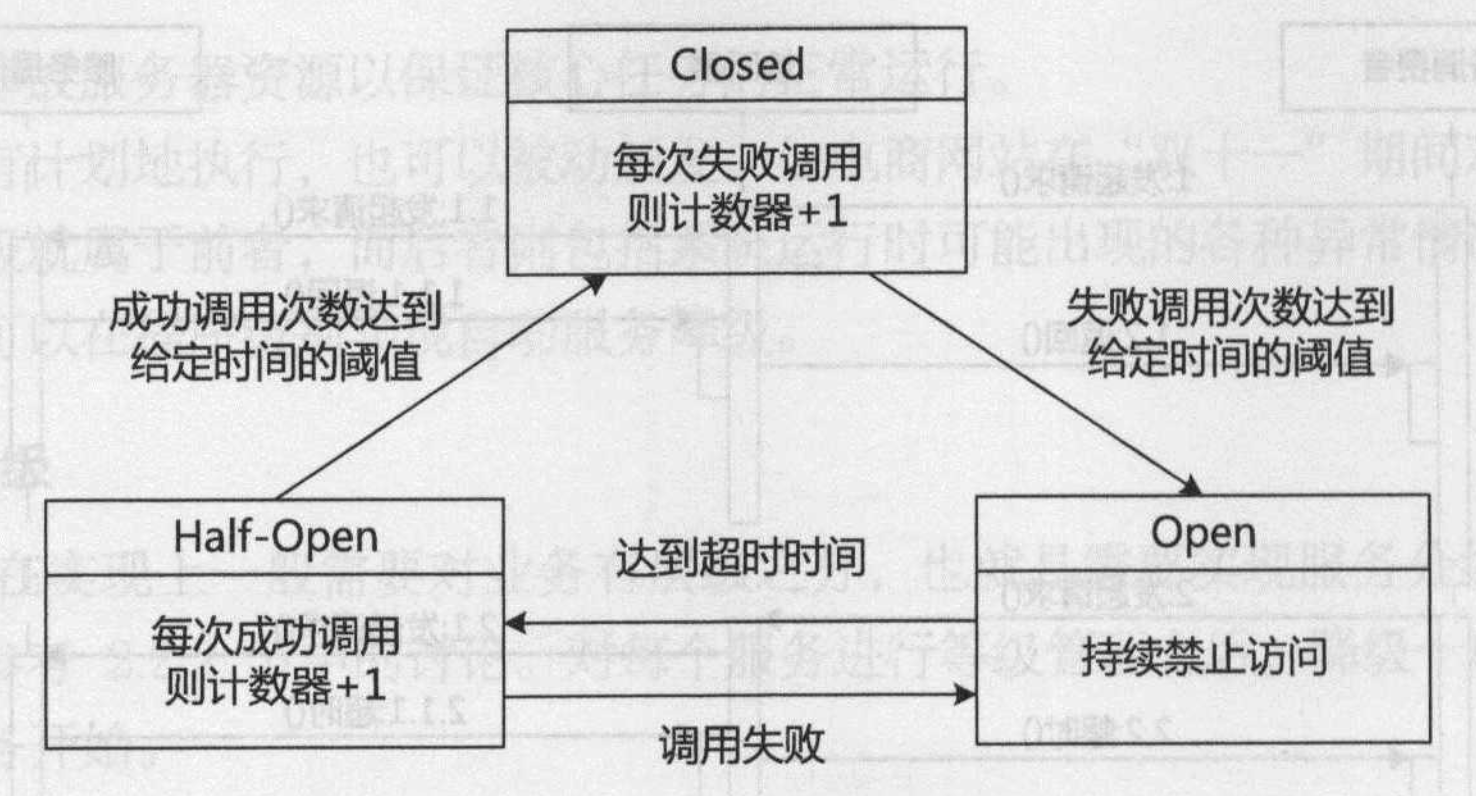 Closed
每次失败调用
则计数器+1
成功调用次数达到
给定时间的阈值
失败调用次数达到
给定时间的阈值
Half-Open
每次成功调用
则计数器+1
达到超时时间
调用失败
Open
持续禁止访问